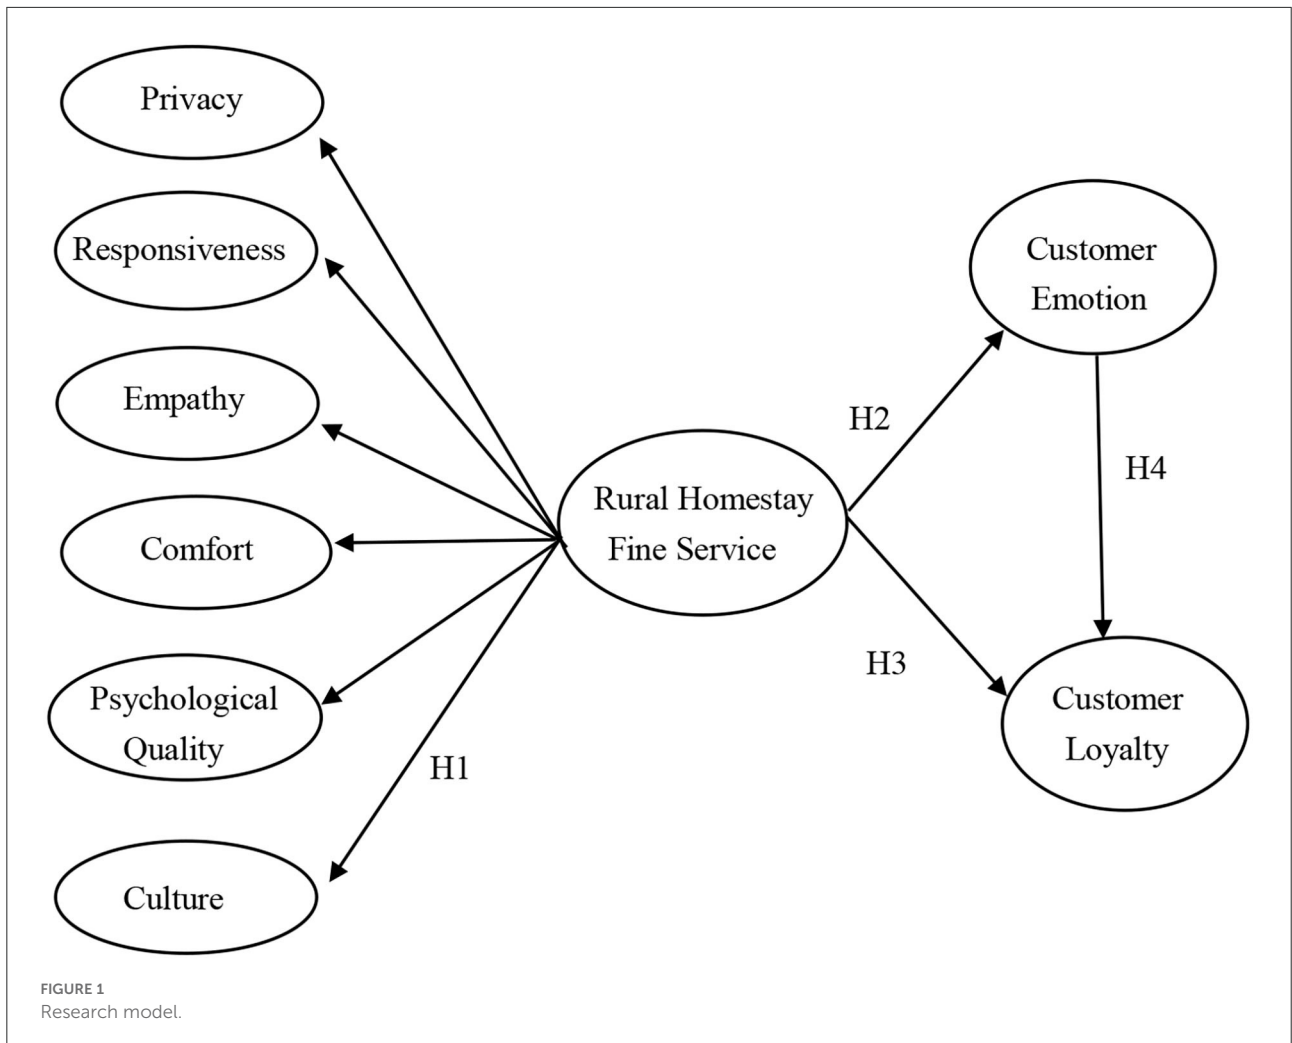 Privacy
Responsiveness
Empathy
Comfort
Psychological
Quality
Culture
H1
Rural Homestay
Fine Service
H2
H3
Customer
Emotion
H4
Customer
Loyalty
FIGURE 1
Research model.